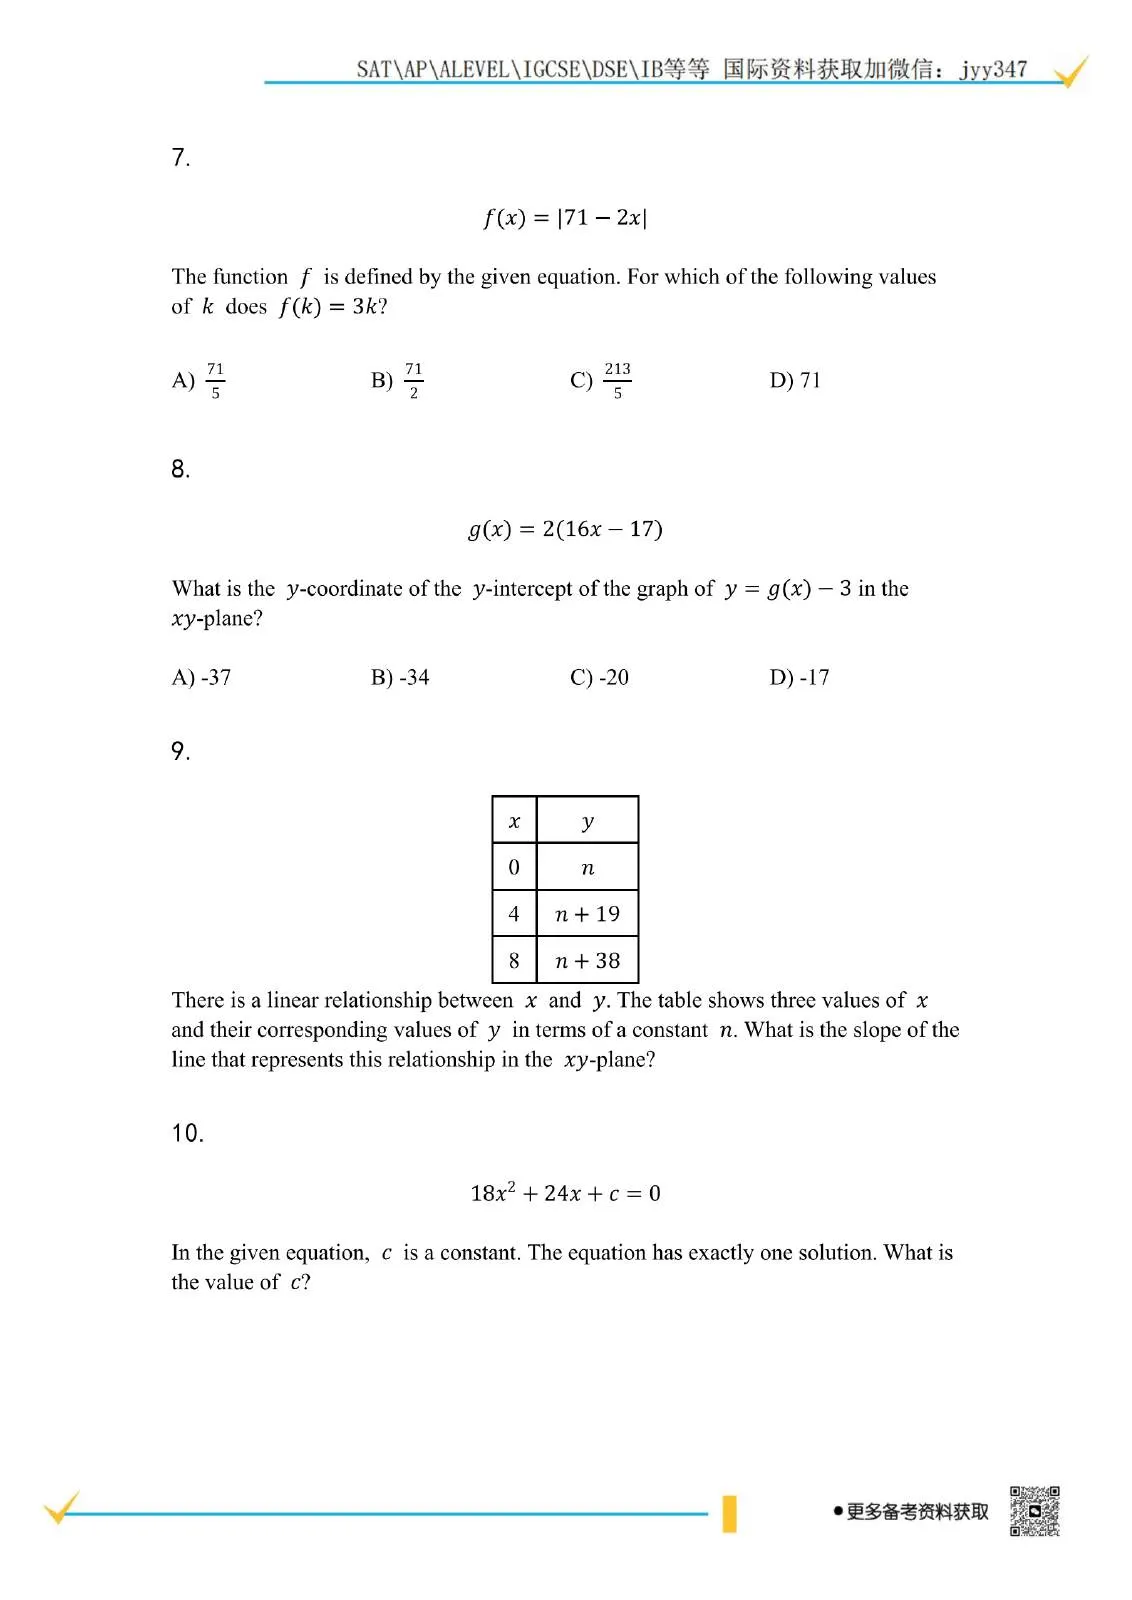 SAT\AP\ALEVEL\IGCSE\DSE\IB等等 国际资料获取加微信：jyy347
7.
f(x) = |71 − 2x|
The function f is defined by the given equation. For which of the following values
of k does f(k) = 3k?
A) 71/5 B) 71/2 C) 213/5 D) 71
8.
g(x) = 2(16x − 17)
What is the y-coordinate of the y-intercept of the graph of y = g(x) − 3 in the
xy-plane?
A) -37 B) -34 C) -20 D) -17
9.
x y
0 n
4 n + 19
8 n + 38
There is a linear relationship between x and y. The table shows three values of x
and their corresponding values of y in terms of a constant n. What is the slope of the
line that represents this relationship in the xy-plane?
10.
18x² + 24x + c = 0
In the given equation, c is a constant. The equation has exactly one solution. What is
the value of c?
●更多备考资料获取